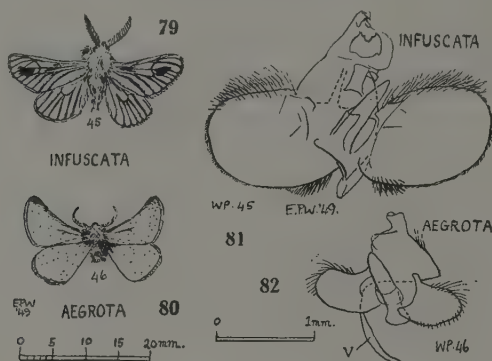 79
45
INFUSCATA
46
E.P.W
'49
AEGROTA
80
0 5 10 15 20mm.
INFUSCATA
WP.45
E.P.W.'49.
81
AEGROTA
82
0 1mm.
V
WP.46